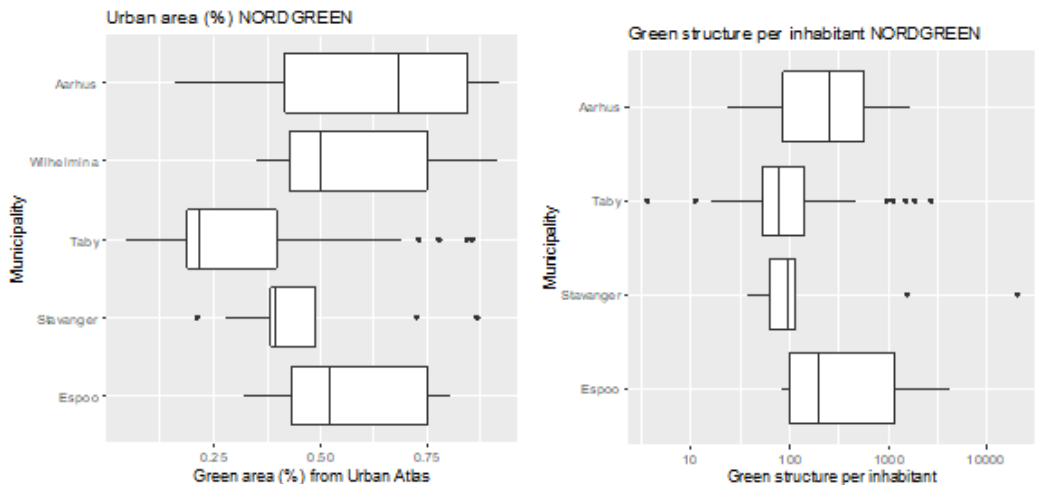 Urban area (%) NORDGREEN
Municipality
Aarhus
Wilhelmina
Taby
Stavanger
Espoo
0.25 0.50 0.75
Green area (%) from Urban Atlas
Green structure per inhabitant NORDGREEN
Municipality
Aarhus
Taby
Stavanger
Espoo
10 100 1000 10000
Green structure per inhabitant